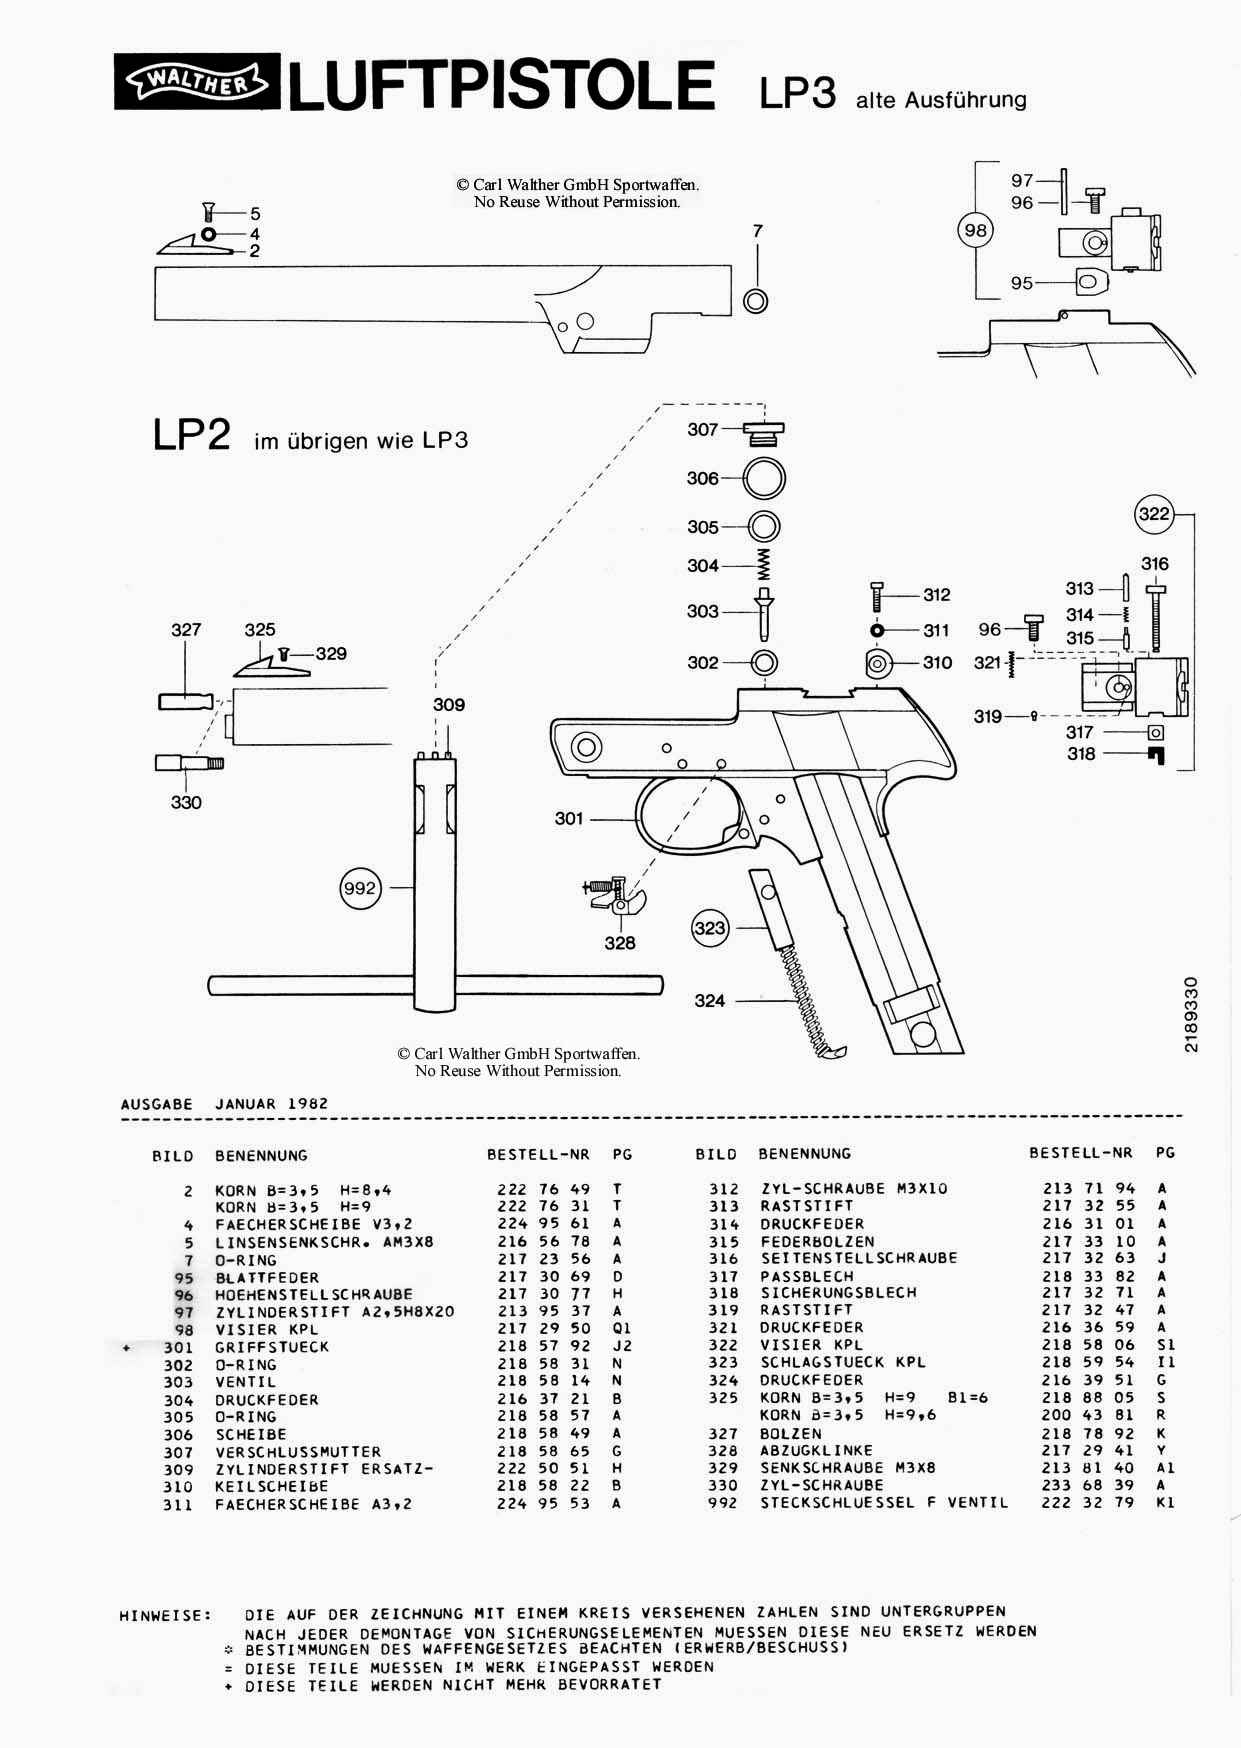 WALTHER LUFTPISTOLE LP3 alte Ausführung
© Carl Walther GmbH Sportwaffen.
No Reuse Without Permission.
5
4
2
7
97
96
98
95
LP2 im übrigen wie LP3
307
306
305
304
303
302
312
311
310
322
316
313
314
315
96
321
319
317
318
327
325
329
309
330
301
992
328
323
324
2189330
© Carl Walther GmbH Sportwaffen.
No Reuse Without Permission.
AUSGABE JANUAR 1982
BILD BENENNUNG BESTELL-NR PG BILD BENENNUNG BESTELL-NR PG
2 KORN B=3,5 H=8,4 222 76 49 T 312 ZYL-SCHRAUBE M3X10 213 71 94 A
KORN B=3,5 H=9 222 76 31 T 313 RASTSTIFT 217 32 55 A
4 FAECHERSCHEIBE V3,2 224 95 61 A 314 DRUCKFEDER 216 31 01 A
5 LINSENSENKSCHR. AM3X8 216 56 78 A 315 FEDERBOLZEN 217 33 10 A
7 O-RING 217 23 56 A 316 SEITENSTELLSCHRAUBE 217 32 63 J
95 BLATTFEDER 217 30 69 D 317 PASSBLECH 218 33 82 A
96 HOEHENSTELLSCHRAUBE 217 30 77 H 318 SICHERUNGSBLECH 217 32 71 A
97 ZYLINDERSTIFT A2,5H8X20 213 95 37 A 319 RASTSTIFT 217 32 47 A
98 VISIER KPL 217 29 50 Q1 321 DRUCKFEDER 216 36 59 A
+ 301 GRIFFSTUECK 218 57 92 J2 322 VISIER KPL 218 58 06 S1
302 O-RING 218 58 31 N 323 SCHLAGSTUECK KPL 218 59 54 I1
303 VENTIL 218 58 14 N 324 DRUCKFEDER 216 39 51 G
304 DRUCKFEDER 216 37 21 B 325 KORN B=3,5 H=9 B1=6 218 88 05 S
305 O-RING 218 58 57 A KORN B=3,5 H=9,6 200 43 81 R
306 SCHEIBE 218 58 49 A 327 BOLZEN 218 78 92 K
307 VERSCHLUSSMUTTER 218 58 65 G 328 ABZUGKLINKE 217 29 41 Y
309 ZYLINDERSTIFT ERSATZ- 222 50 51 H 329 SENKSCHRAUBE M3X8 213 81 40 A1
310 KEILSCHEIBE 218 58 22 B 330 ZYL-SCHRAUBE 233 68 39 A
311 FAECHERSCHEIBE A3,2 224 95 53 A 992 STECKSCHLUESSEL F VENTIL 222 32 79 K1
HINWEISE: DIE AUF DER ZEICHNUNG MIT EINEM KREIS VERSEHENEN ZAHLEN SIND UNTERGRUPPEN
NACH JEDER DEMONTAGE VON SICHERUNGSELEMENTEN MUESSEN DIESE NEU ERSETZ WERDEN
* BESTIMMUNGEN DES WAFFENGESETZES BEACHTEN (ERWERB/BESCHUSS)
= DIESE TEILE MUESSEN IM WERK EINGEPASST WERDEN
+ DIESE TEILE WERDEN NICHT MEHR BEVORRATET